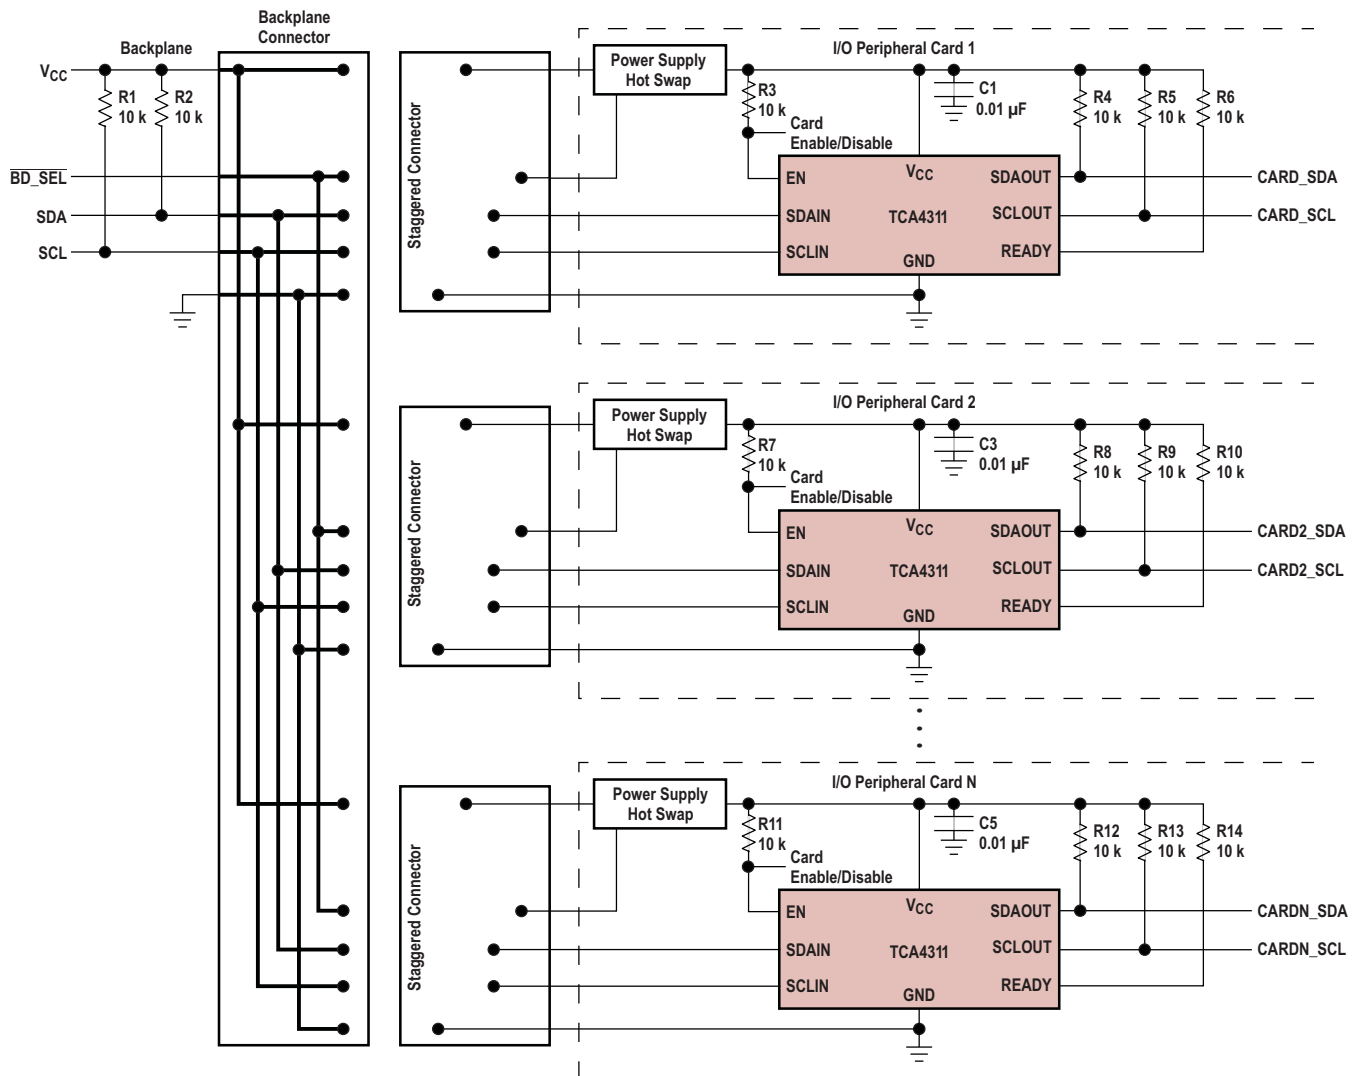 Backplane
Connector
Backplane
VCC
R1
10 k
R2
10 k
BD_SEL
SDA
SCL
Staggered Connector
I/O Peripheral Card 1
Power Supply
Hot Swap
R3
10 k
C1
0.01 µF
R4
10 k
R5
10 k
R6
10 k
Card
Enable/Disable
EN
VCC
SDAOUT
CARD_SDA
SDAIN
TCA4311
SCLOUT
CARD_SCL
SCLIN
GND
READY
Staggered Connector
I/O Peripheral Card 2
Power Supply
Hot Swap
R7
10 k
C3
0.01 µF
R8
10 k
R9
10 k
R10
10 k
Card
Enable/Disable
EN
VCC
SDAOUT
CARD2_SDA
SDAIN
TCA4311
SCLOUT
CARD2_SCL
SCLIN
GND
READY
Staggered Connector
I/O Peripheral Card N
Power Supply
Hot Swap
R11
10 k
C5
0.01 µF
R12
10 k
R13
10 k
R14
10 k
Card
Enable/Disable
EN
VCC
SDAOUT
CARDN_SDA
SDAIN
TCA4311
SCLOUT
CARDN_SCL
SCLIN
GND
READY